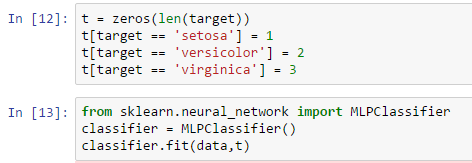 In [12]: t = zeros(len(target))
t[target == 'setosa'] = 1
t[target == 'versicolor'] = 2
t[target == 'virginica'] = 3
In [13]: from sklearn.neural_network import MLPClassifier
classifier = MLPClassifier()
classifier.fit(data,t)